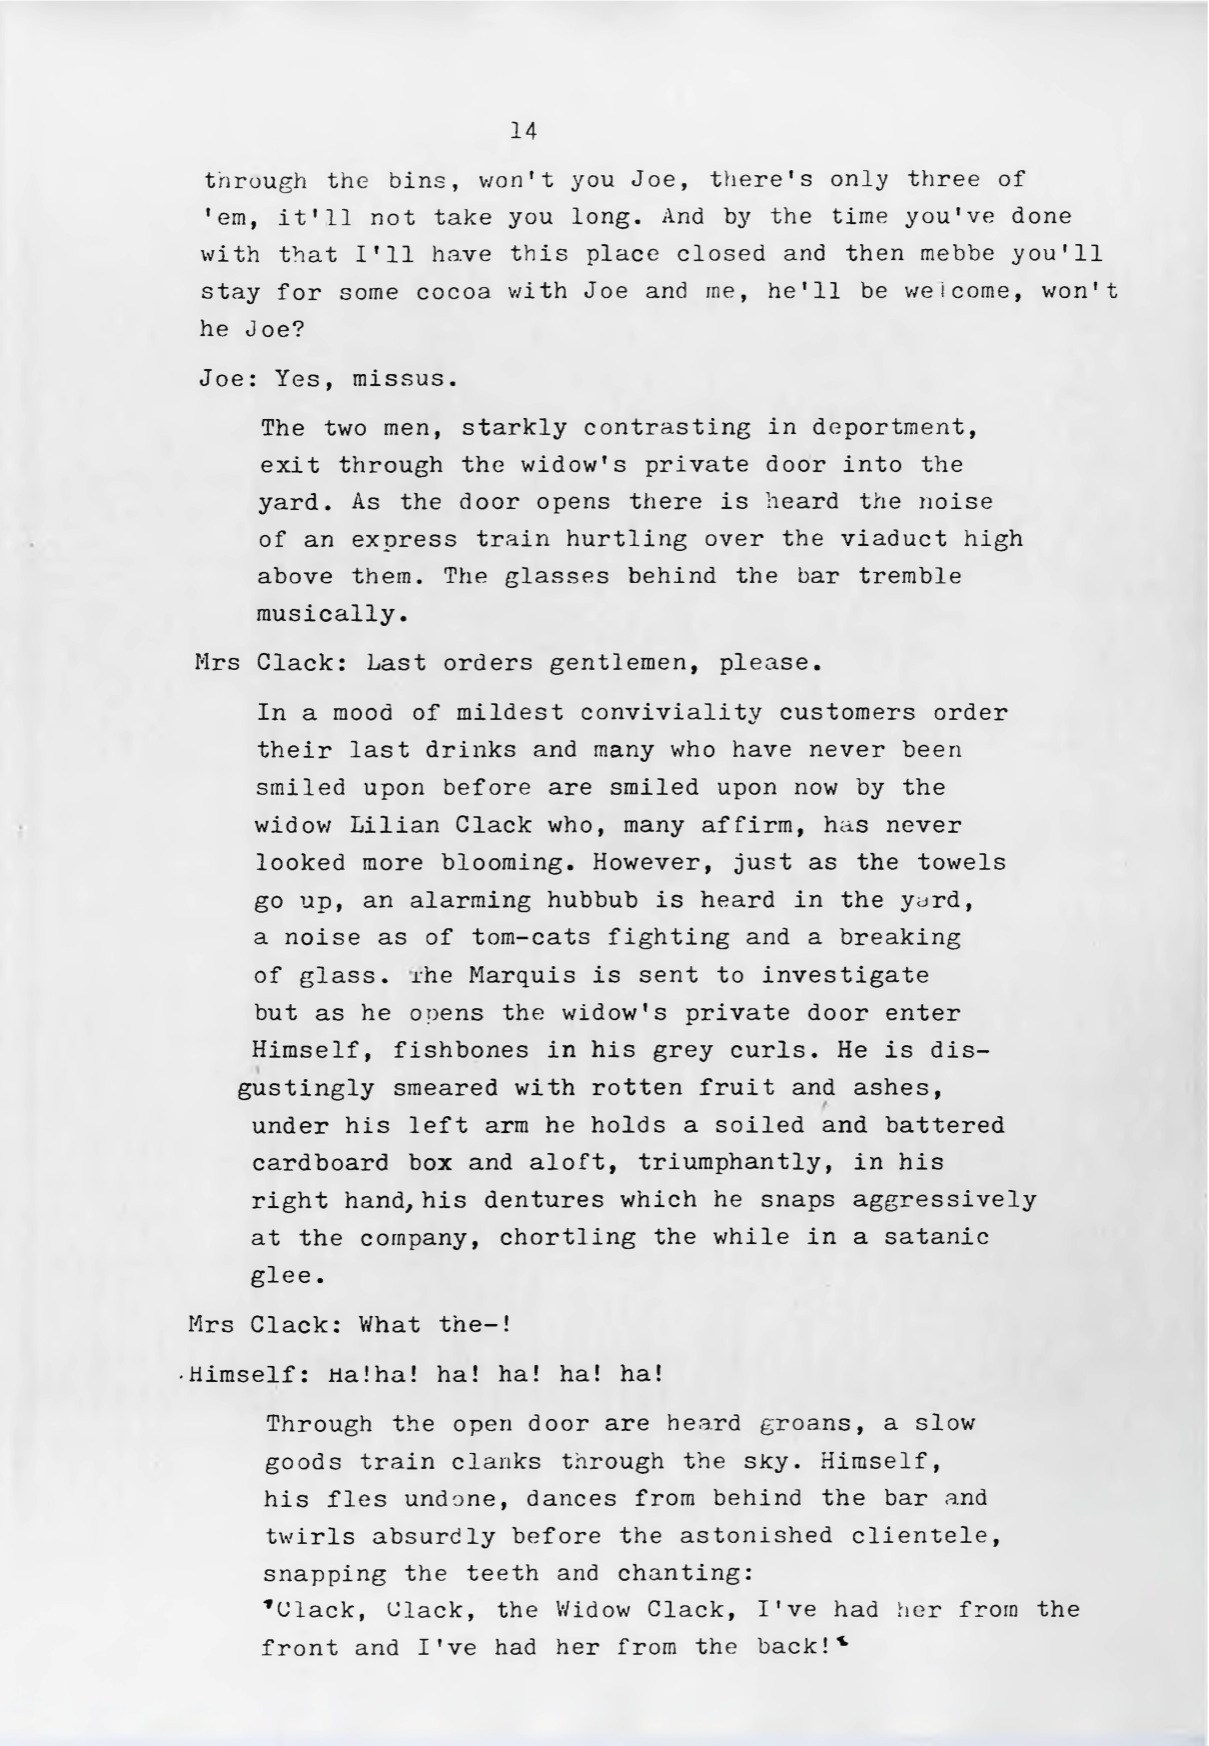 14
through the bins, won't you Joe, there's only three of
'em, it'll not take you long. And by the time you've done
with that I'll have this place closed and then mebbe you'll
stay for some cocoa with Joe and me, he'll be welcome, won't
he Joe?
Joe: Yes, missus.
The two men, starkly contrasting in deportment,
exit through the widow's private door into the
yard. As the door opens there is heard the noise
of an express train hurtling over the viaduct high
above them. The glasses behind the bar tremble
musically.
Mrs Clack: Last orders gentlemen, please.
In a mood of mildest conviviality customers order
their last drinks and many who have never been
smiled upon before are smiled upon now by the
widow Lilian Clack who, many affirm, has never
looked more blooming. However, just as the towels
go up, an alarming hubbub is heard in the yard,
a noise as of tom-cats fighting and a breaking
of glass. The Marquis is sent to investigate
but as he opens the widow's private door enter
Himself, fishbones in his grey curls. He is dis-
gustingly smeared with rotten fruit and ashes,
under his left arm he holds a soiled and battered
cardboard box and aloft, triumphantly, in his
right hand, his dentures which he snaps aggressively
at the company, chortling the while in a satanic
glee.
Mrs Clack: What the-!
Himself: Ha!ha! ha! ha! ha! ha!
Through the open door are heard groans, a slow
goods train clanks through the sky. Himself,
his fles undone, dances from behind the bar and
twirls absurdly before the astonished clientele,
snapping the teeth and chanting:
'Clack, Clack, the Widow Clack, I've had her from the
front and I've had her from the back!'